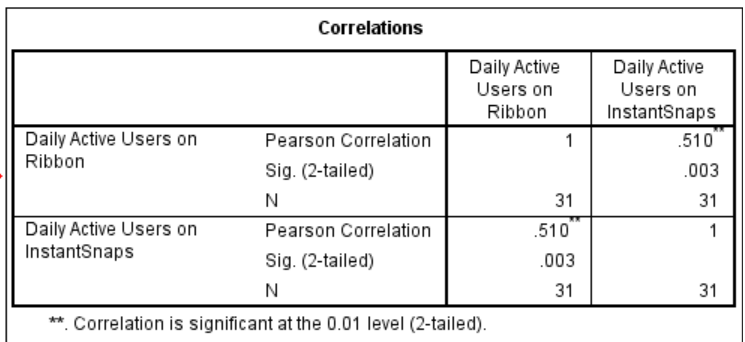 Correlations
Daily Active Users on Ribbon Daily Active Users on InstantSnaps
Daily Active Users on Ribbon Pearson Correlation 1 .510**
Sig. (2-tailed) .003
N 31 31
Daily Active Users on InstantSnaps Pearson Correlation .510** 1
Sig. (2-tailed) .003
N 31 31
**. Correlation is significant at the 0.01 level (2-tailed).